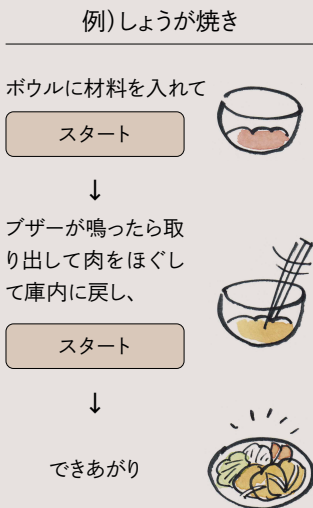 例)しょうが焼き
ボウルに材料を入れて
スタート
↓
ブザーが鳴ったら取
り出して肉をほぐし
て庫内に戻し、
スタート
↓
できあがり